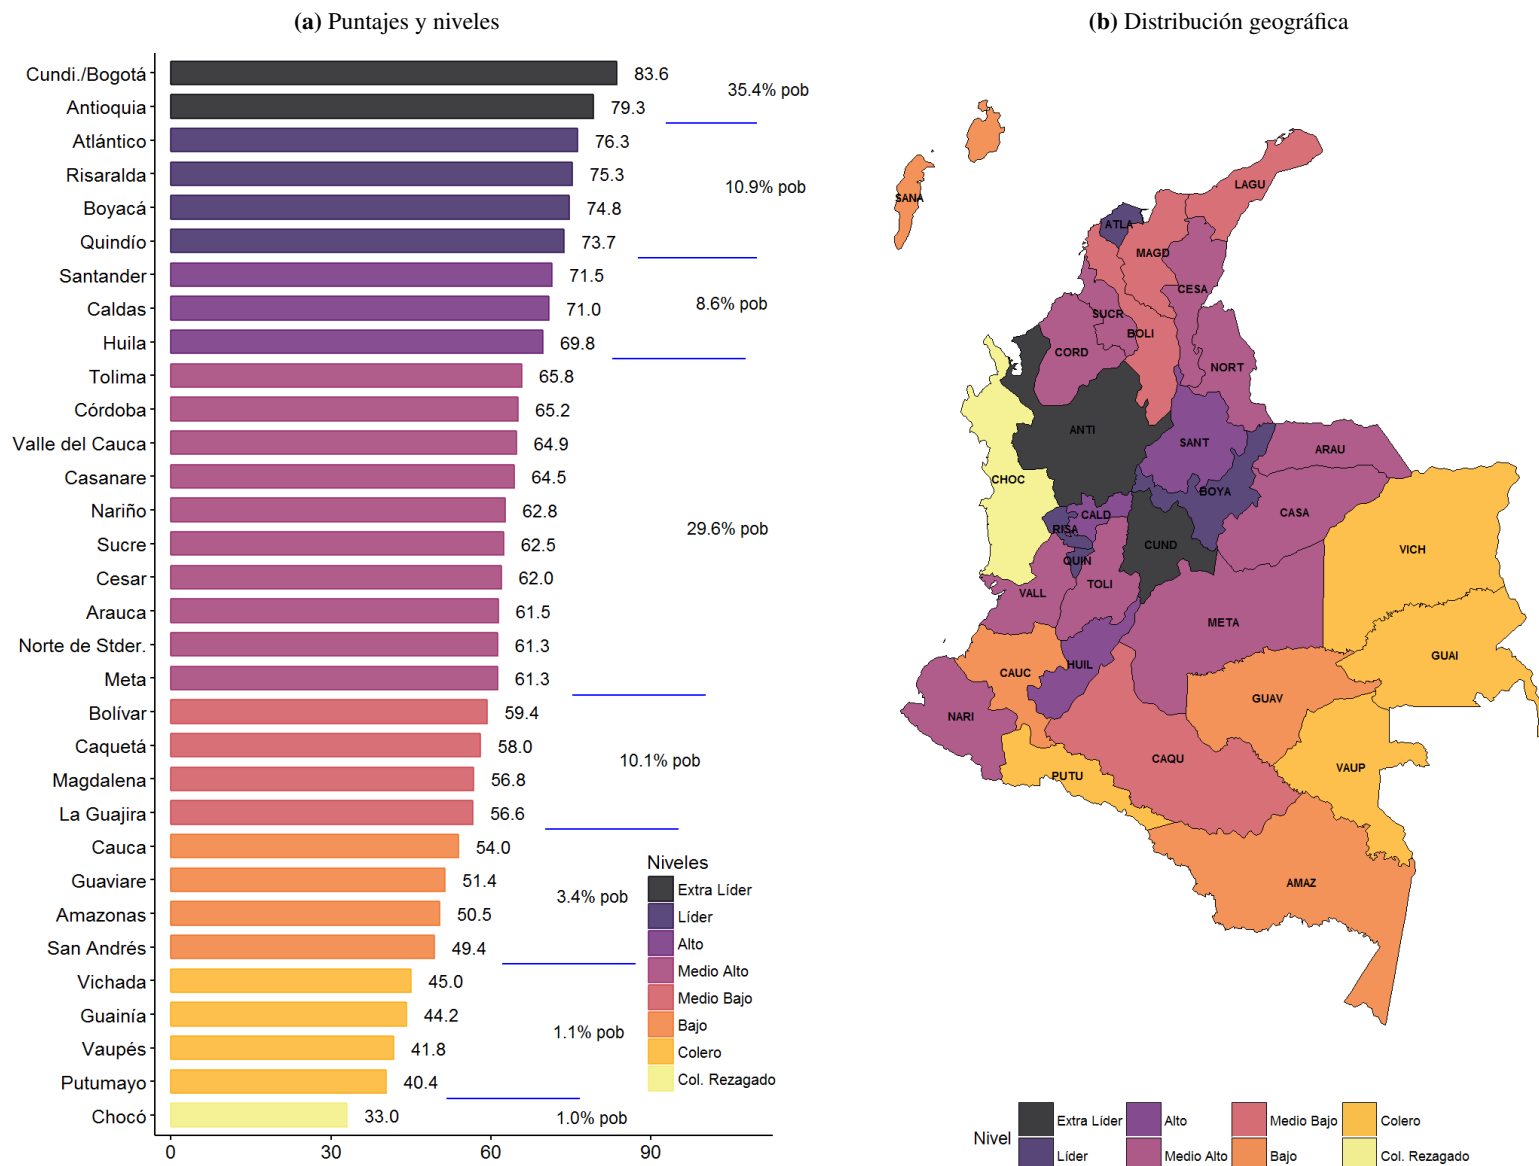 (a) Puntajes y niveles
Cundi./Bogotá 83.6
35.4% pob
Antioquia 79.3
Atlántico 76.3
Risaralda 75.3
10.9% pob
Boyacá 74.8
Quindío 73.7
Santander 71.5
8.6% pob
Caldas 71.0
Huila 69.8
Tolima 65.8
Córdoba 65.2
Valle del Cauca 64.9
Casanare 64.5
Nariño 62.8
29.6% pob
Sucre 62.5
Cesar 62.0
Arauca 61.5
Norte de Stder. 61.3
Meta 61.3
Bolívar 59.4
Caquetá 58.0
10.1% pob
Magdalena 56.8
La Guajira 56.6
Cauca 54.0
Guaviare 51.4
3.4% pob
Amazonas 50.5
San Andrés 49.4
Vichada 45.0
Guainía 44.2
1.1% pob
Vaupés 41.8
Putumayo 40.4
Chocó 33.0
1.0% pob
0 30 60 90
Niveles
Extra Líder
Líder
Alto
Medio Alto
Medio Bajo
Bajo
Colero
Col. Rezagado
(b) Distribución geográfica
LAGU
SANA
ATLA
MAGD
CESA
SUCR
BOLI
CORD
NORT
ANTI
SANT
ARAU
CHOC
BOYA
CASA
CALD
RISA
CUND
VICH
QUIN
TOLI
VALL
META
GUAI
HUIL
CAUC
GUAV
NARI
CAQU
VAUP
PUTU
AMAZ
Nivel
Extra Líder Alto Medio Bajo Colero
Líder Medio Alto Bajo Col. Rezagado